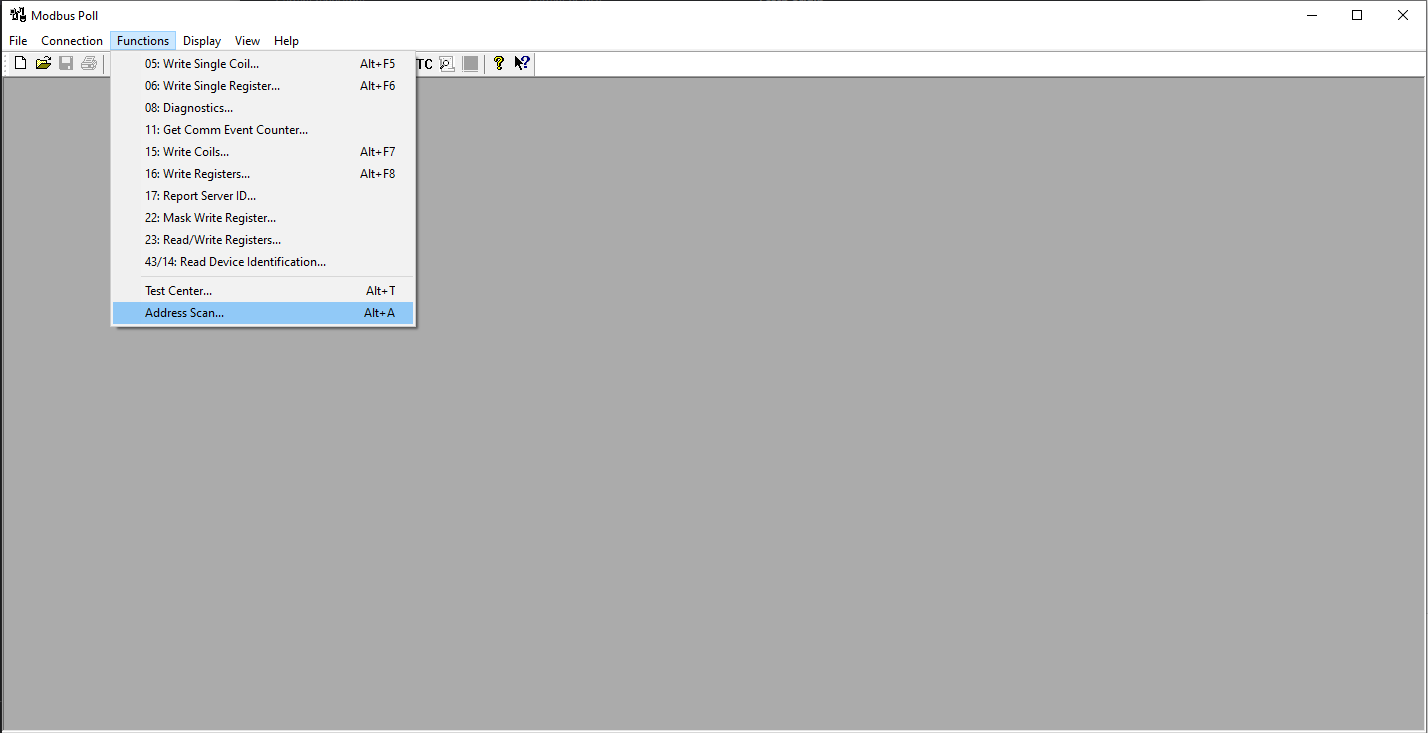 Modbus Poll
File Connection Functions Display View Help
TC
05: Write Single Coil... Alt+F5
06: Write Single Register... Alt+F6
08: Diagnostics...
11: Get Comm Event Counter...
15: Write Coils... Alt+F7
16: Write Registers... Alt+F8
17: Report Server ID...
22: Mask Write Register...
23: Read/Write Registers...
43/14: Read Device Identification...
Test Center... Alt+T
Address Scan... Alt+A